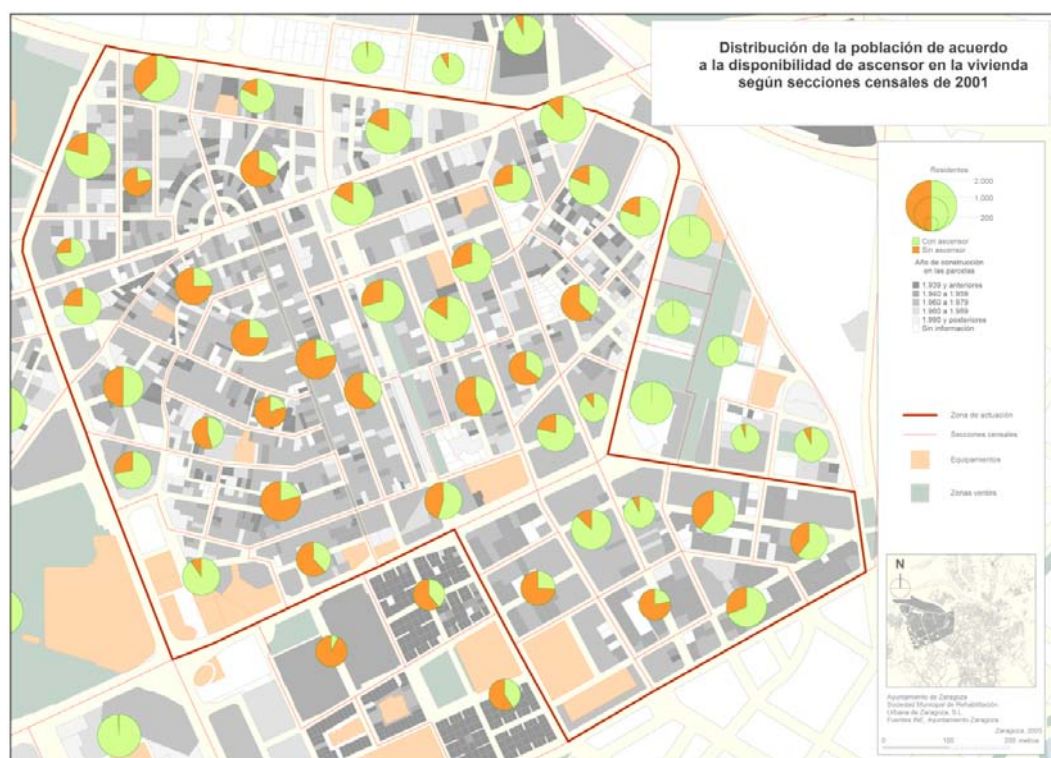 Distribución de la población de acuerdo
a la disponibilidad de ascensor en la vivienda
según secciones censales de 2001
Residentes
2.000
1.000
200
Con ascensor
Sin ascensor
Año de construcción
en las parcelas
1.939 y anteriores
1.940 a 1.959
1.960 a 1.979
1.980 a 1.989
1.990 y posteriores
Sin información
Zona de actuación
Secciones censales
Equipamientos
Zonas verdes
N
Ayuntamiento de Zaragoza
Sociedad Municipal de Rehabilitación
Urbana de Zaragoza, S.L.
Fuentes INE, Ayuntamiento Zaragoza
Zaragoza, 2005
0 100 200 metros